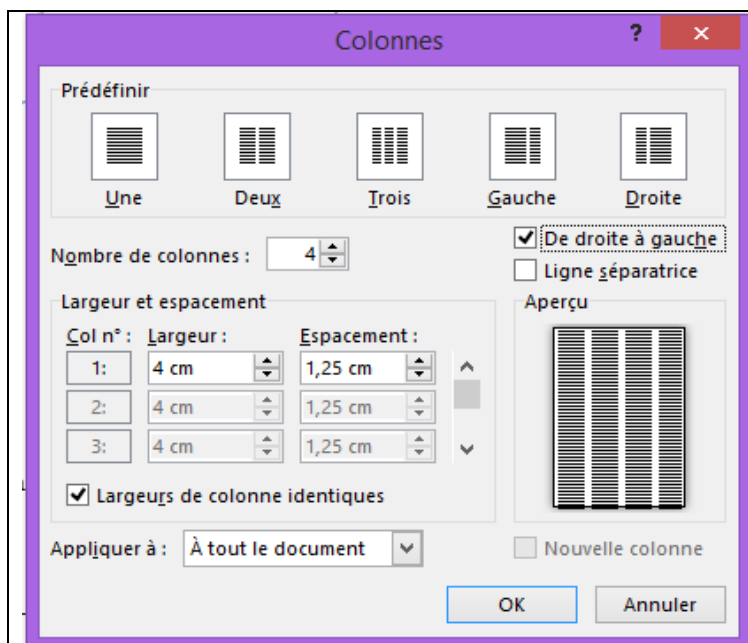 Colonnes
Prédéfinir
Une Deux Trois Gauche Droite
Nombre de colonnes : 4
De droite à gauche
Ligne séparatrice
Largeur et espacement
Col n° : Largeur : Espacement :
1: 4 cm 1,25 cm
2: 4 cm 1,25 cm
3: 4 cm 1,25 cm
Largeurs de colonne identiques
Aperçu
Appliquer à : À tout le document
Nouvelle colonne
OK Annuler